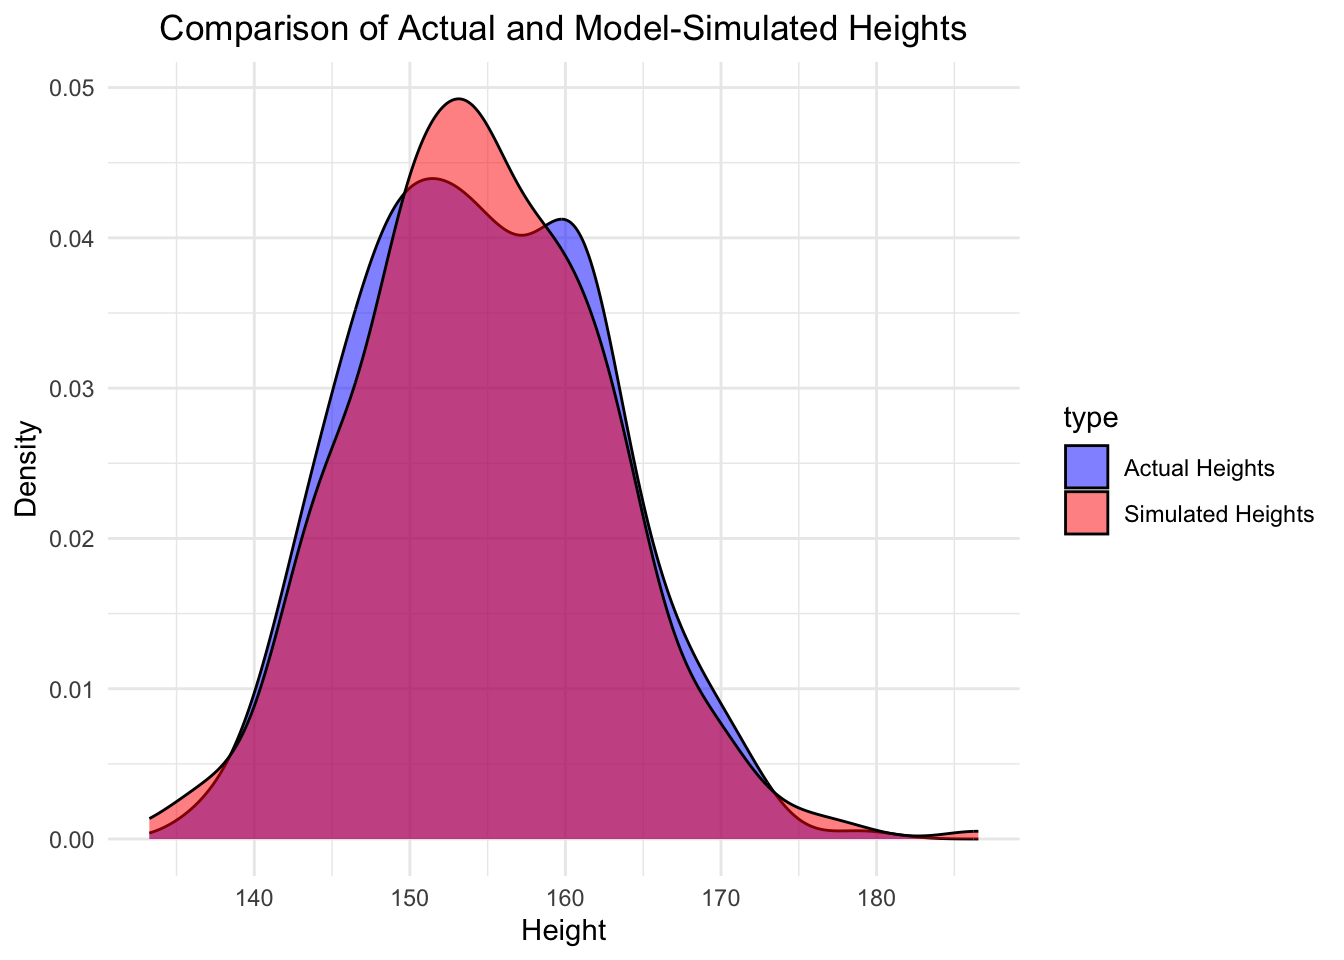 Comparison of Actual and Model-Simulated Heights
0.05
0.04
0.03
0.02
0.01
0.00
Density
140 150 160 170 180
Height
type
Actual Heights
Simulated Heights